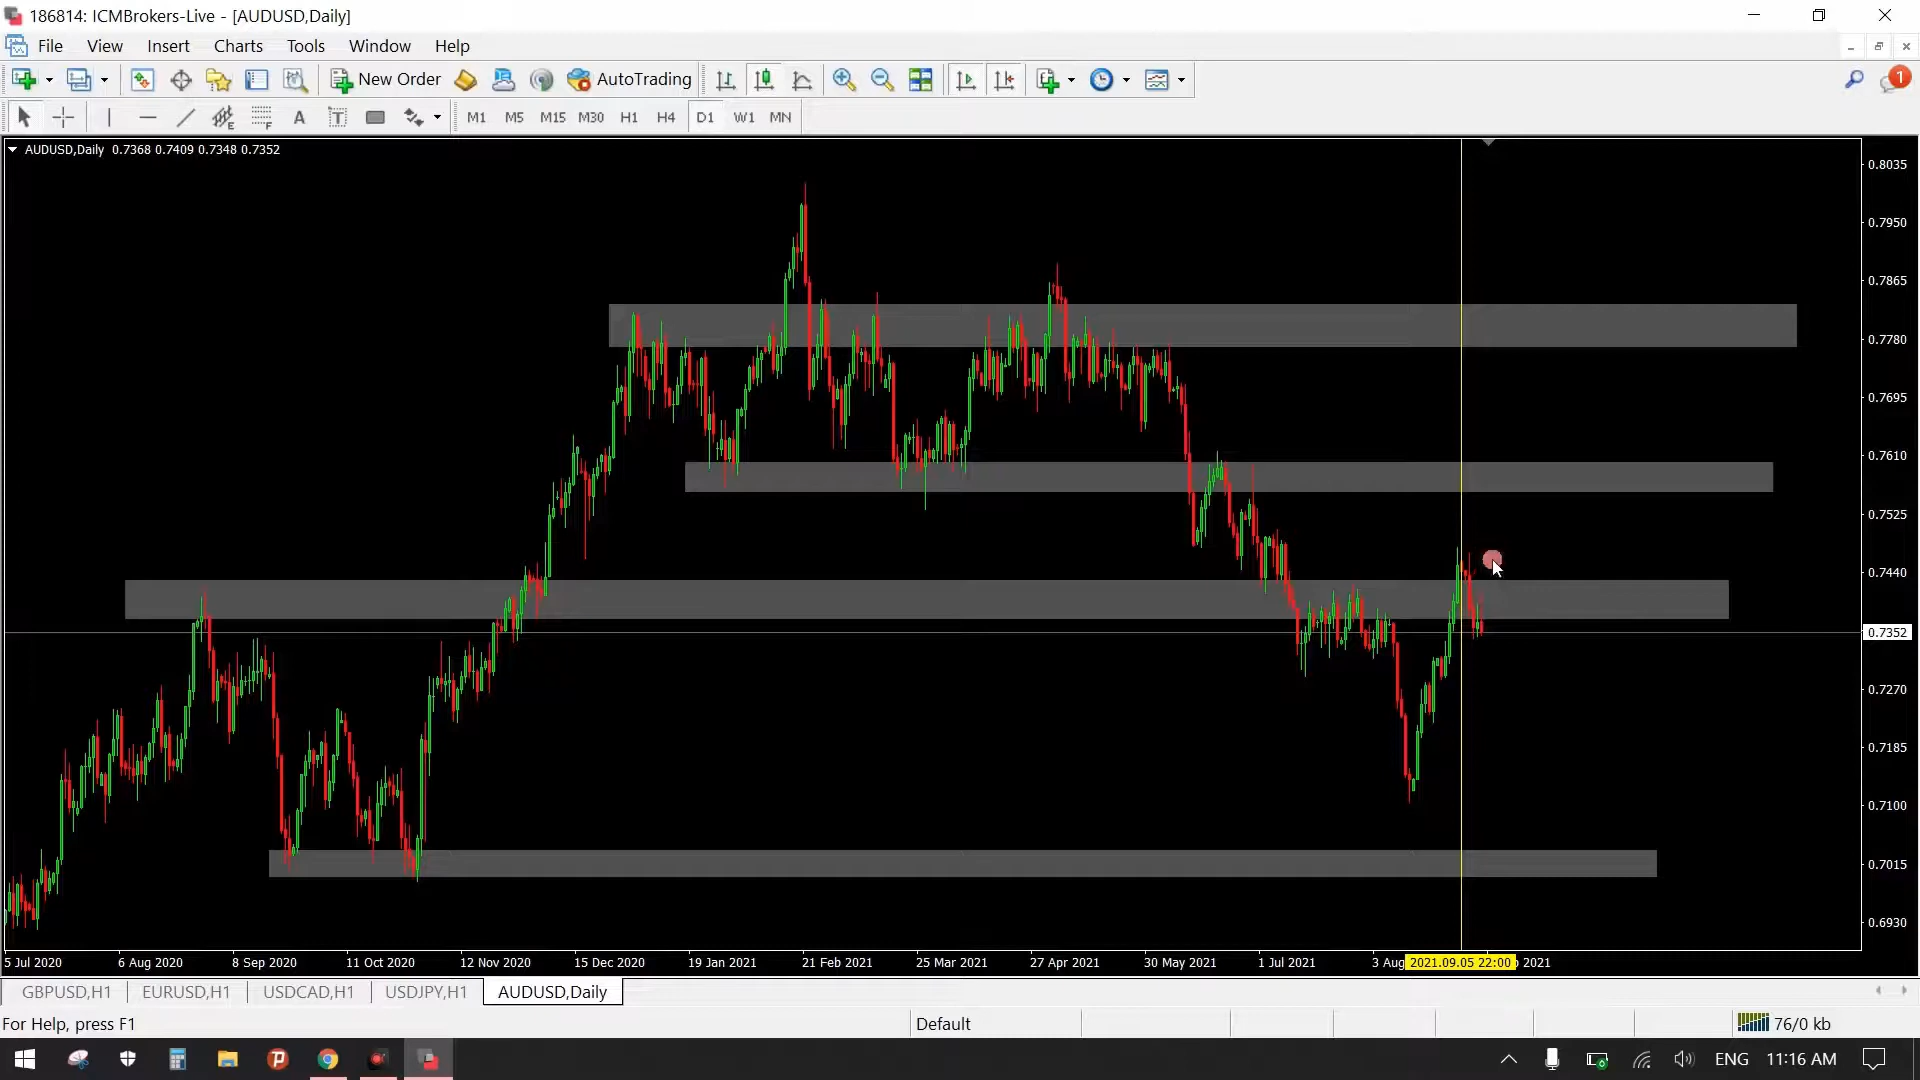 186814: ICMBrokers-Live - [AUDUSD,Daily]
File View Insert Charts Tools Window Help
New Order AutoTrading 1
A T M1 M5 M15 M30 H1 H4 D1 W1 MN
AUDUSD,Daily 0.7368 0.7409 0.7348 0.7352
0.8035
0.7950
0.7865
0.7780
0.7695
0.7610
0.7525
0.7440
0.7352
0.7270
0.7185
0.7100
0.7015
0.6930
5 Jul 2020 6 Aug 2020 8 Sep 2020 11 Oct 2020 12 Nov 2020 15 Dec 2020 19 Jan 2021 21 Feb 2021 25 Mar 2021 27 Apr 2021 30 May 2021 1 Jul 2021 3 Aug 2021.09.05 22:00 2021
GBPUSD,H1 EURUSD,H1 USDCAD,H1 USDJPY,H1 AUDUSD,Daily
For Help, press F1 Default 76/0 kb
ENG 11:16 AM